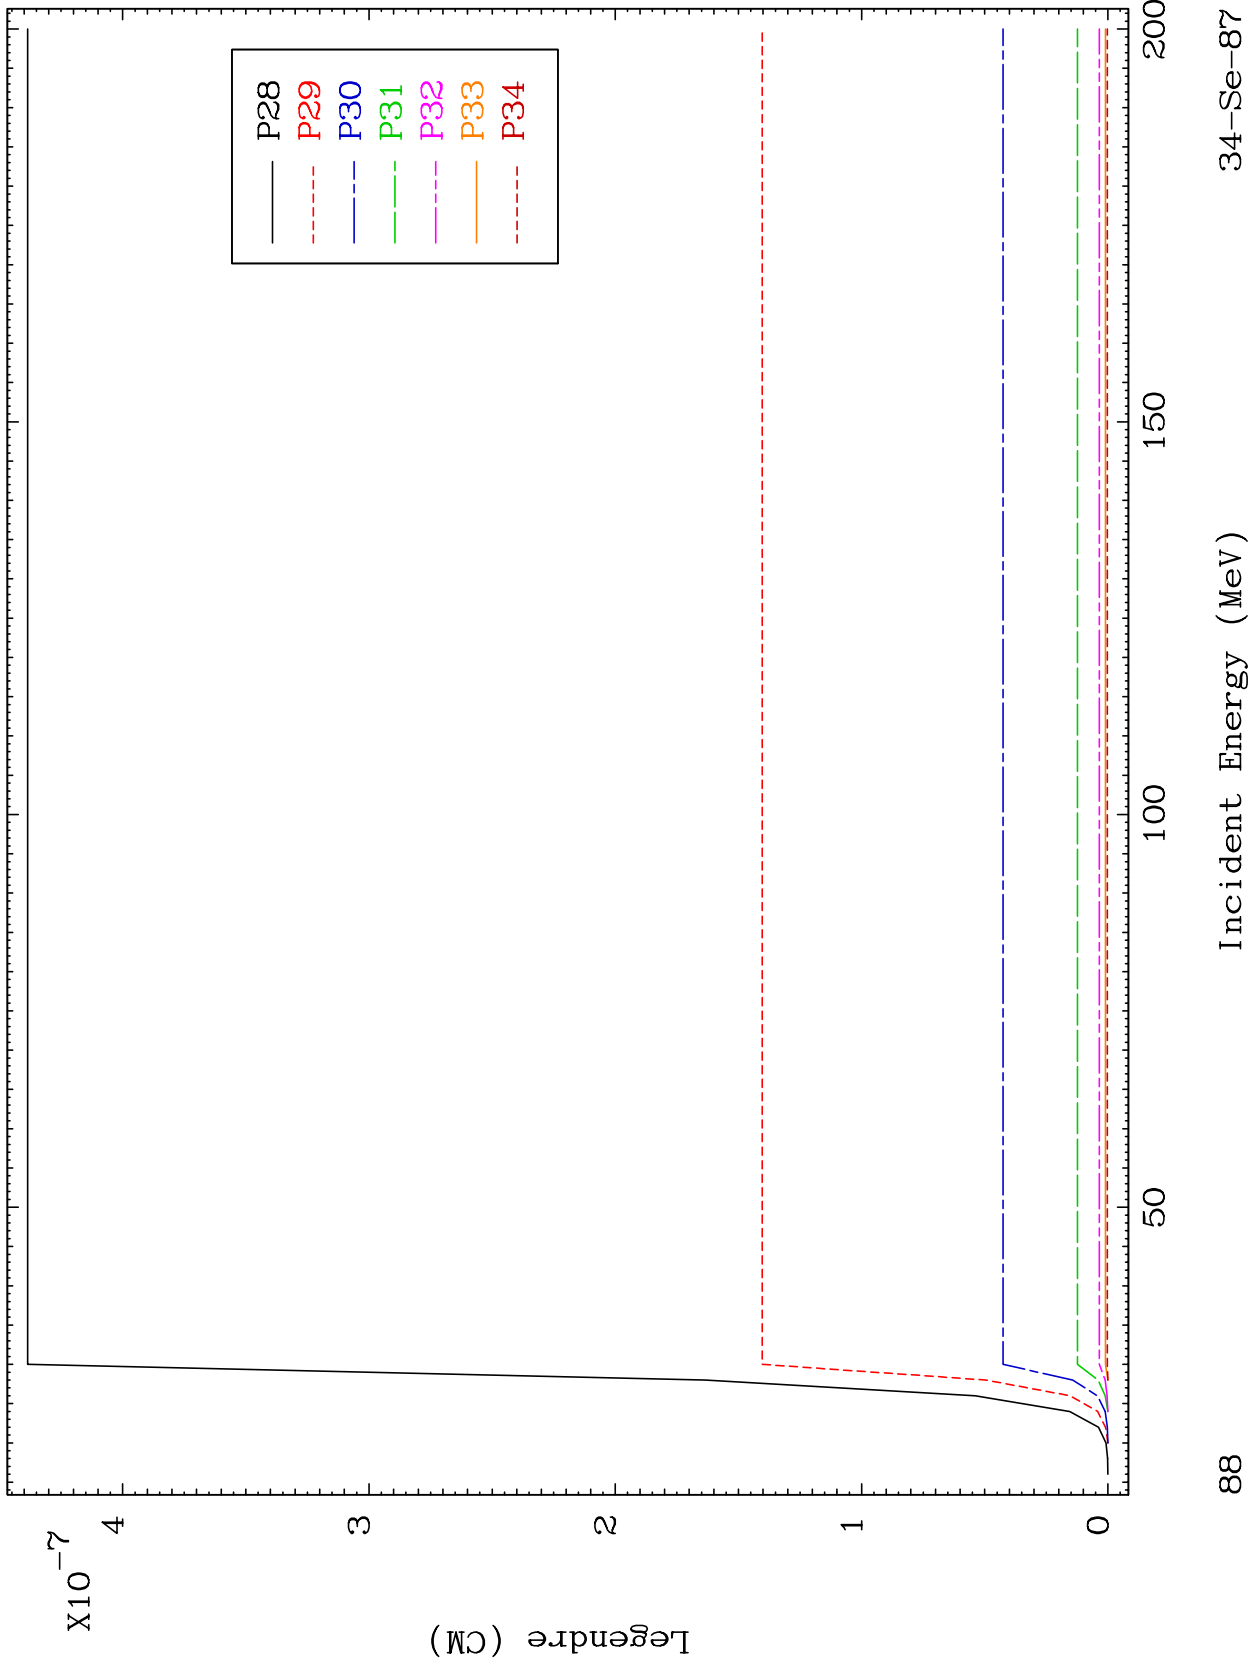 X10-7
4
3
2
1
0
Legendre (CM)
P28
P29
P30
P31
P32
P33
P34
50
100
150
200
Incident Energy (MeV)
88
34-Se-87